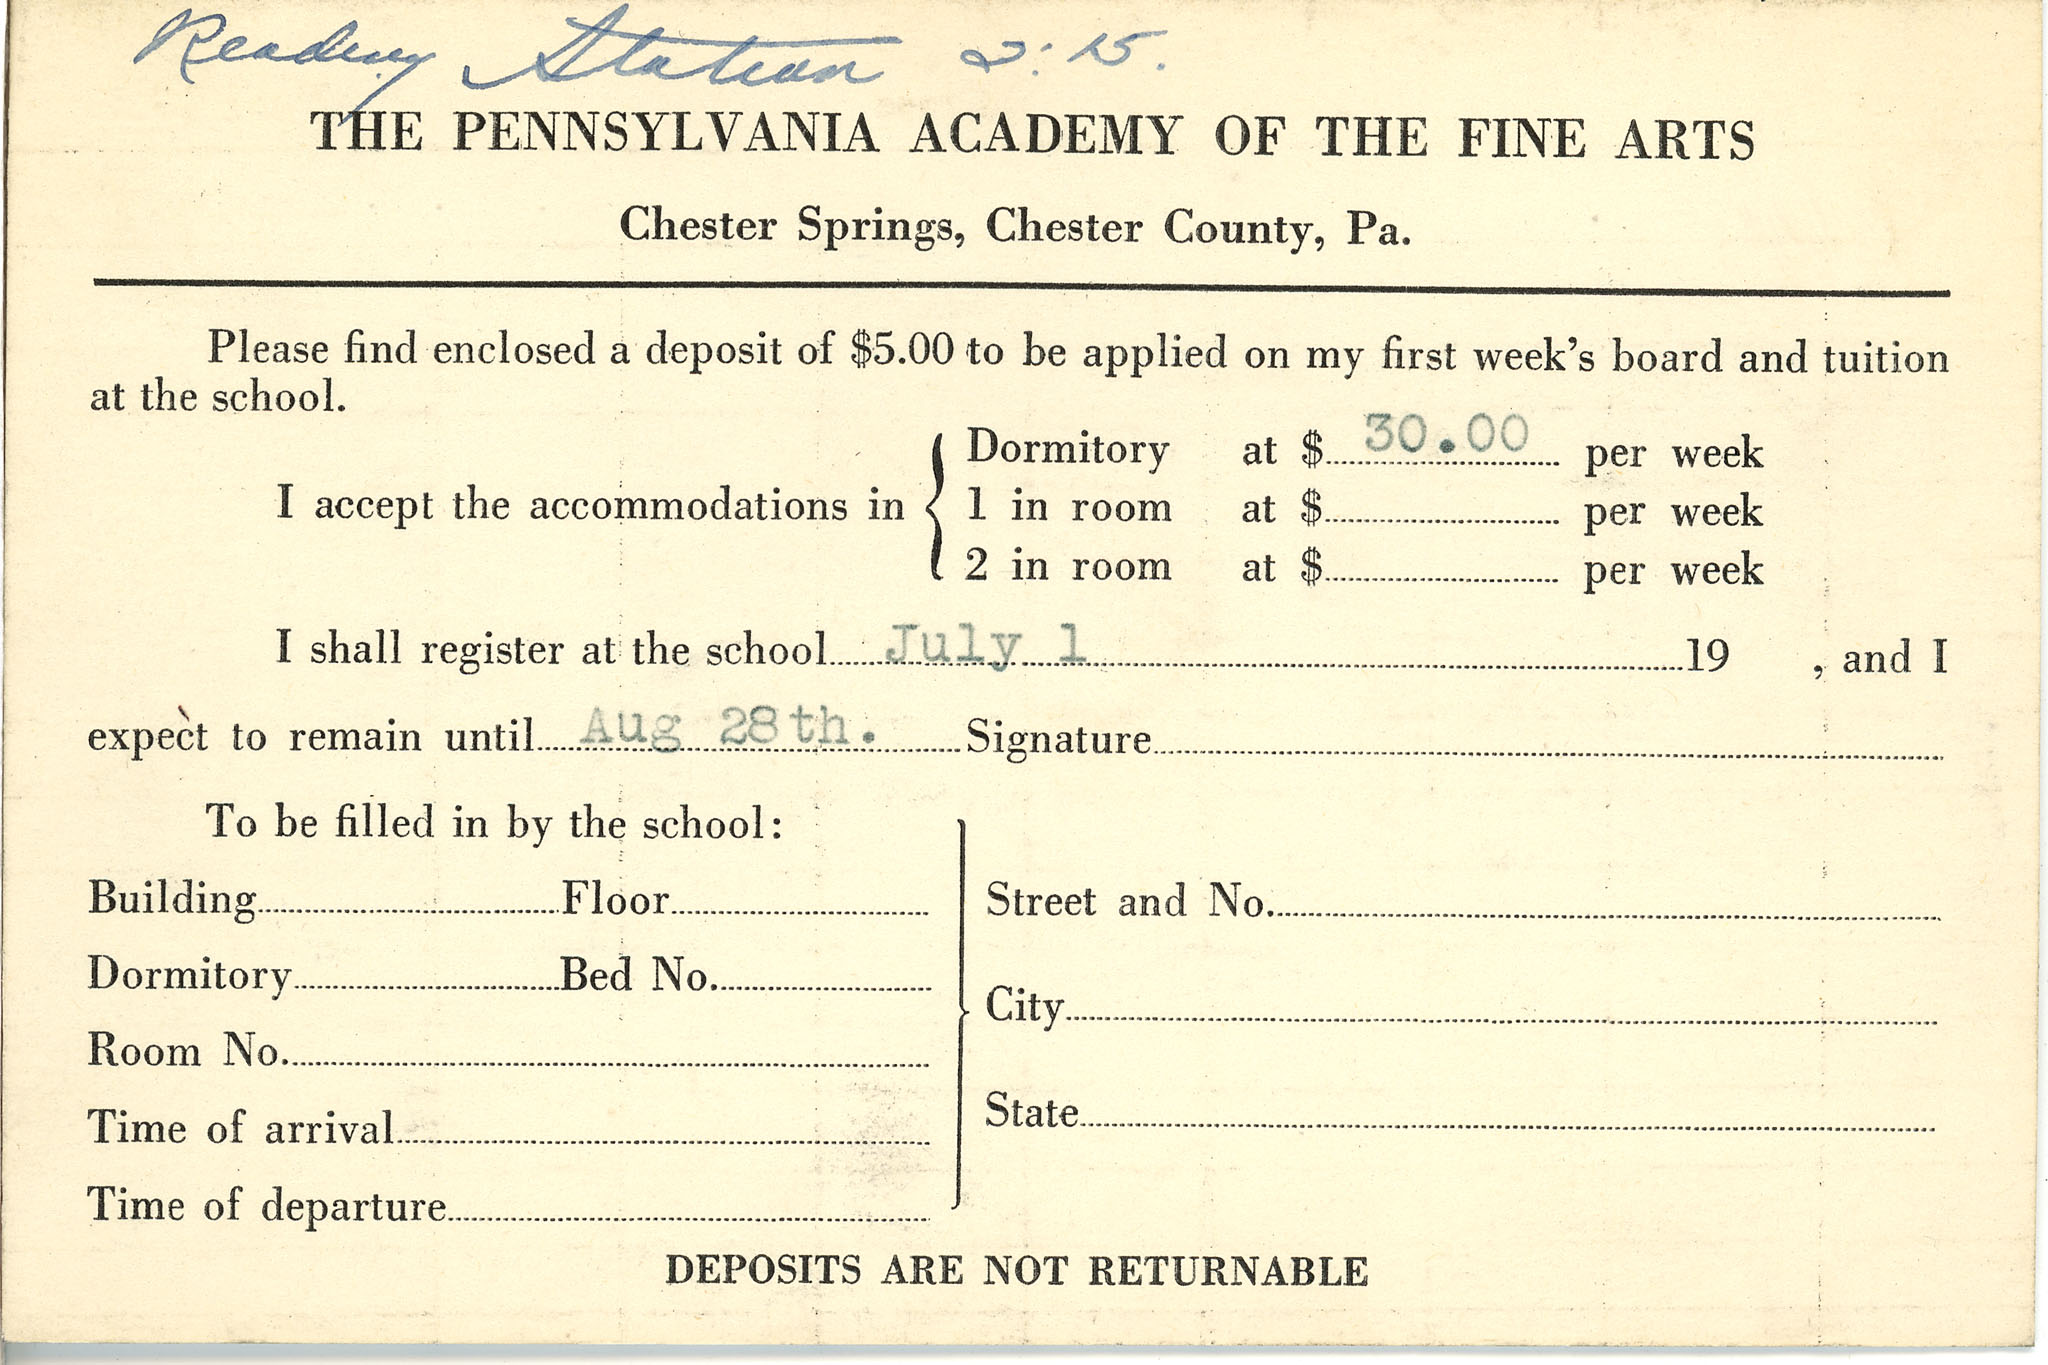 Reading Station 2:15.
THE PENNSYLVANIA ACADEMY OF THE FINE ARTS
Chester Springs, Chester County, Pa.
Please find enclosed a deposit of $5.00 to be applied on my first week's board and tuition
at the school.
I accept the accommodations in
Dormitory at $ 30.00 per week
1 in room at $ per week
2 in room at $ per week
I shall register at the school July 1 19 , and I
expect to remain until Aug 28th. Signature
To be filled in by the school:
Building Floor
Dormitory Bed No.
Room No.
Time of arrival
Time of departure
Street and No.
City
State
DEPOSITS ARE NOT RETURNABLE